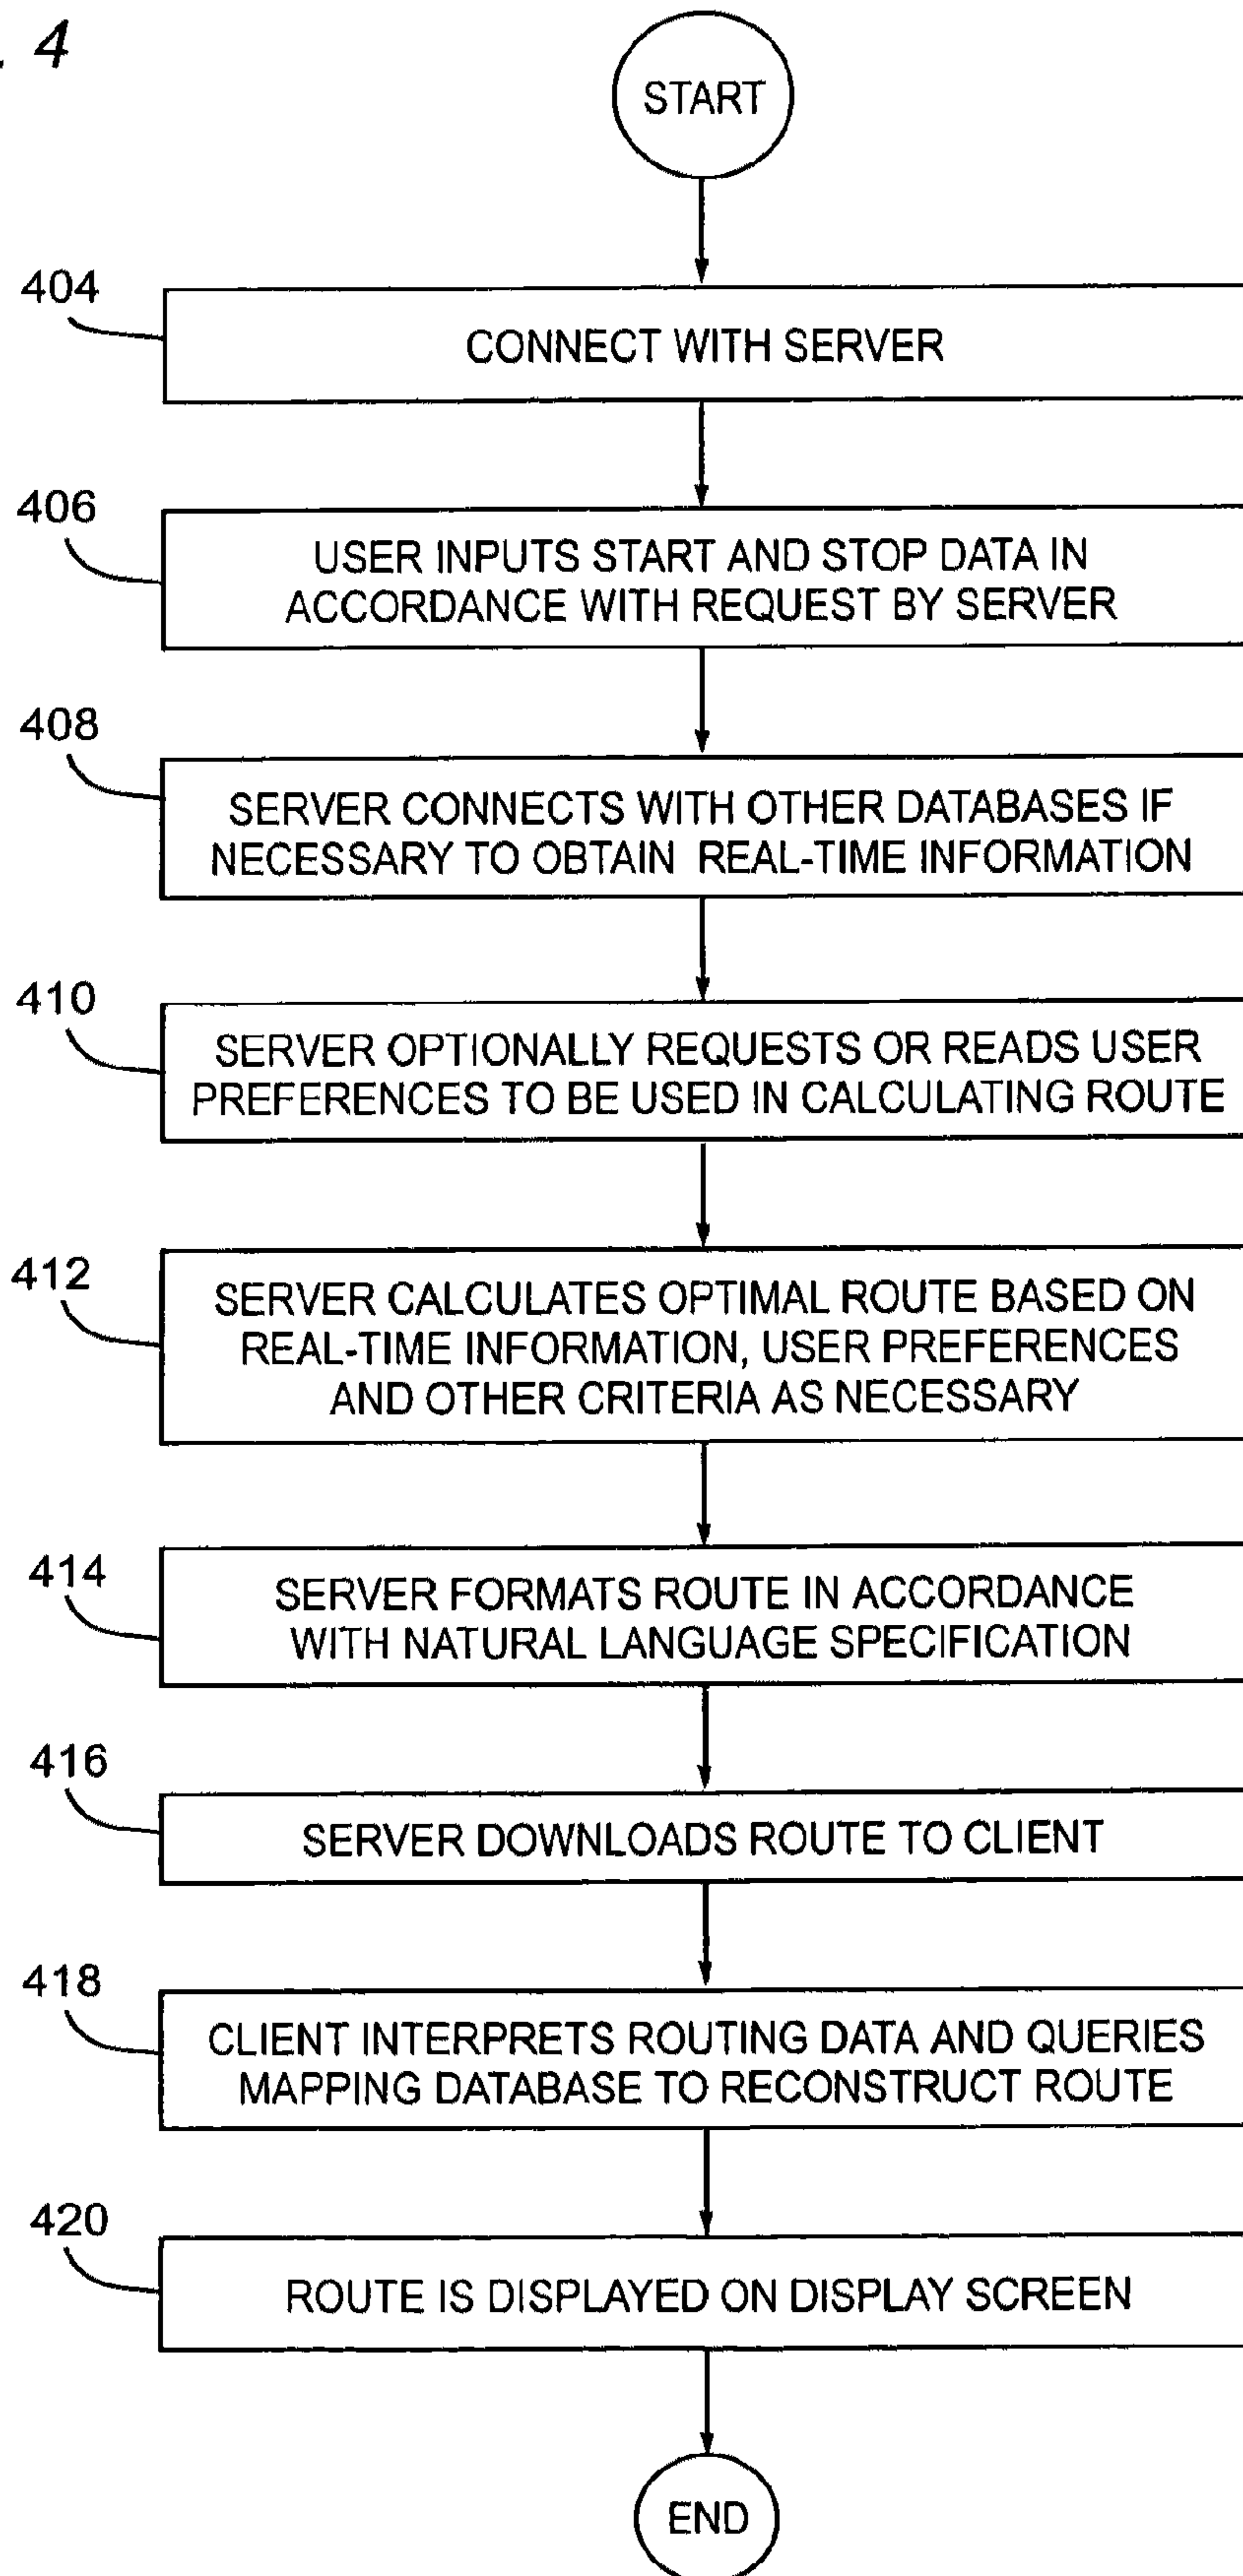 . 4
START
404
CONNECT WITH SERVER
406
USER INPUTS START AND STOP DATA IN
ACCORDANCE WITH REQUEST BY SERVER
408
SERVER CONNECTS WITH OTHER DATABASES IF
NECESSARY TO OBTAIN REAL-TIME INFORMATION
410
SERVER OPTIONALLY REQUESTS OR READS USER
PREFERENCES TO BE USED IN CALCULATING ROUTE
412
SERVER CALCULATES OPTIMAL ROUTE BASED ON
REAL-TIME INFORMATION, USER PREFERENCES
AND OTHER CRITERIA AS NECESSARY
414
SERVER FORMATS ROUTE IN ACCORDANCE
WITH NATURAL LANGUAGE SPECIFICATION
416
SERVER DOWNLOADS ROUTE TO CLIENT
418
CLIENT INTERPRETS ROUTING DATA AND QUERIES
MAPPING DATABASE TO RECONSTRUCT ROUTE
420
ROUTE IS DISPLAYED ON DISPLAY SCREEN
END